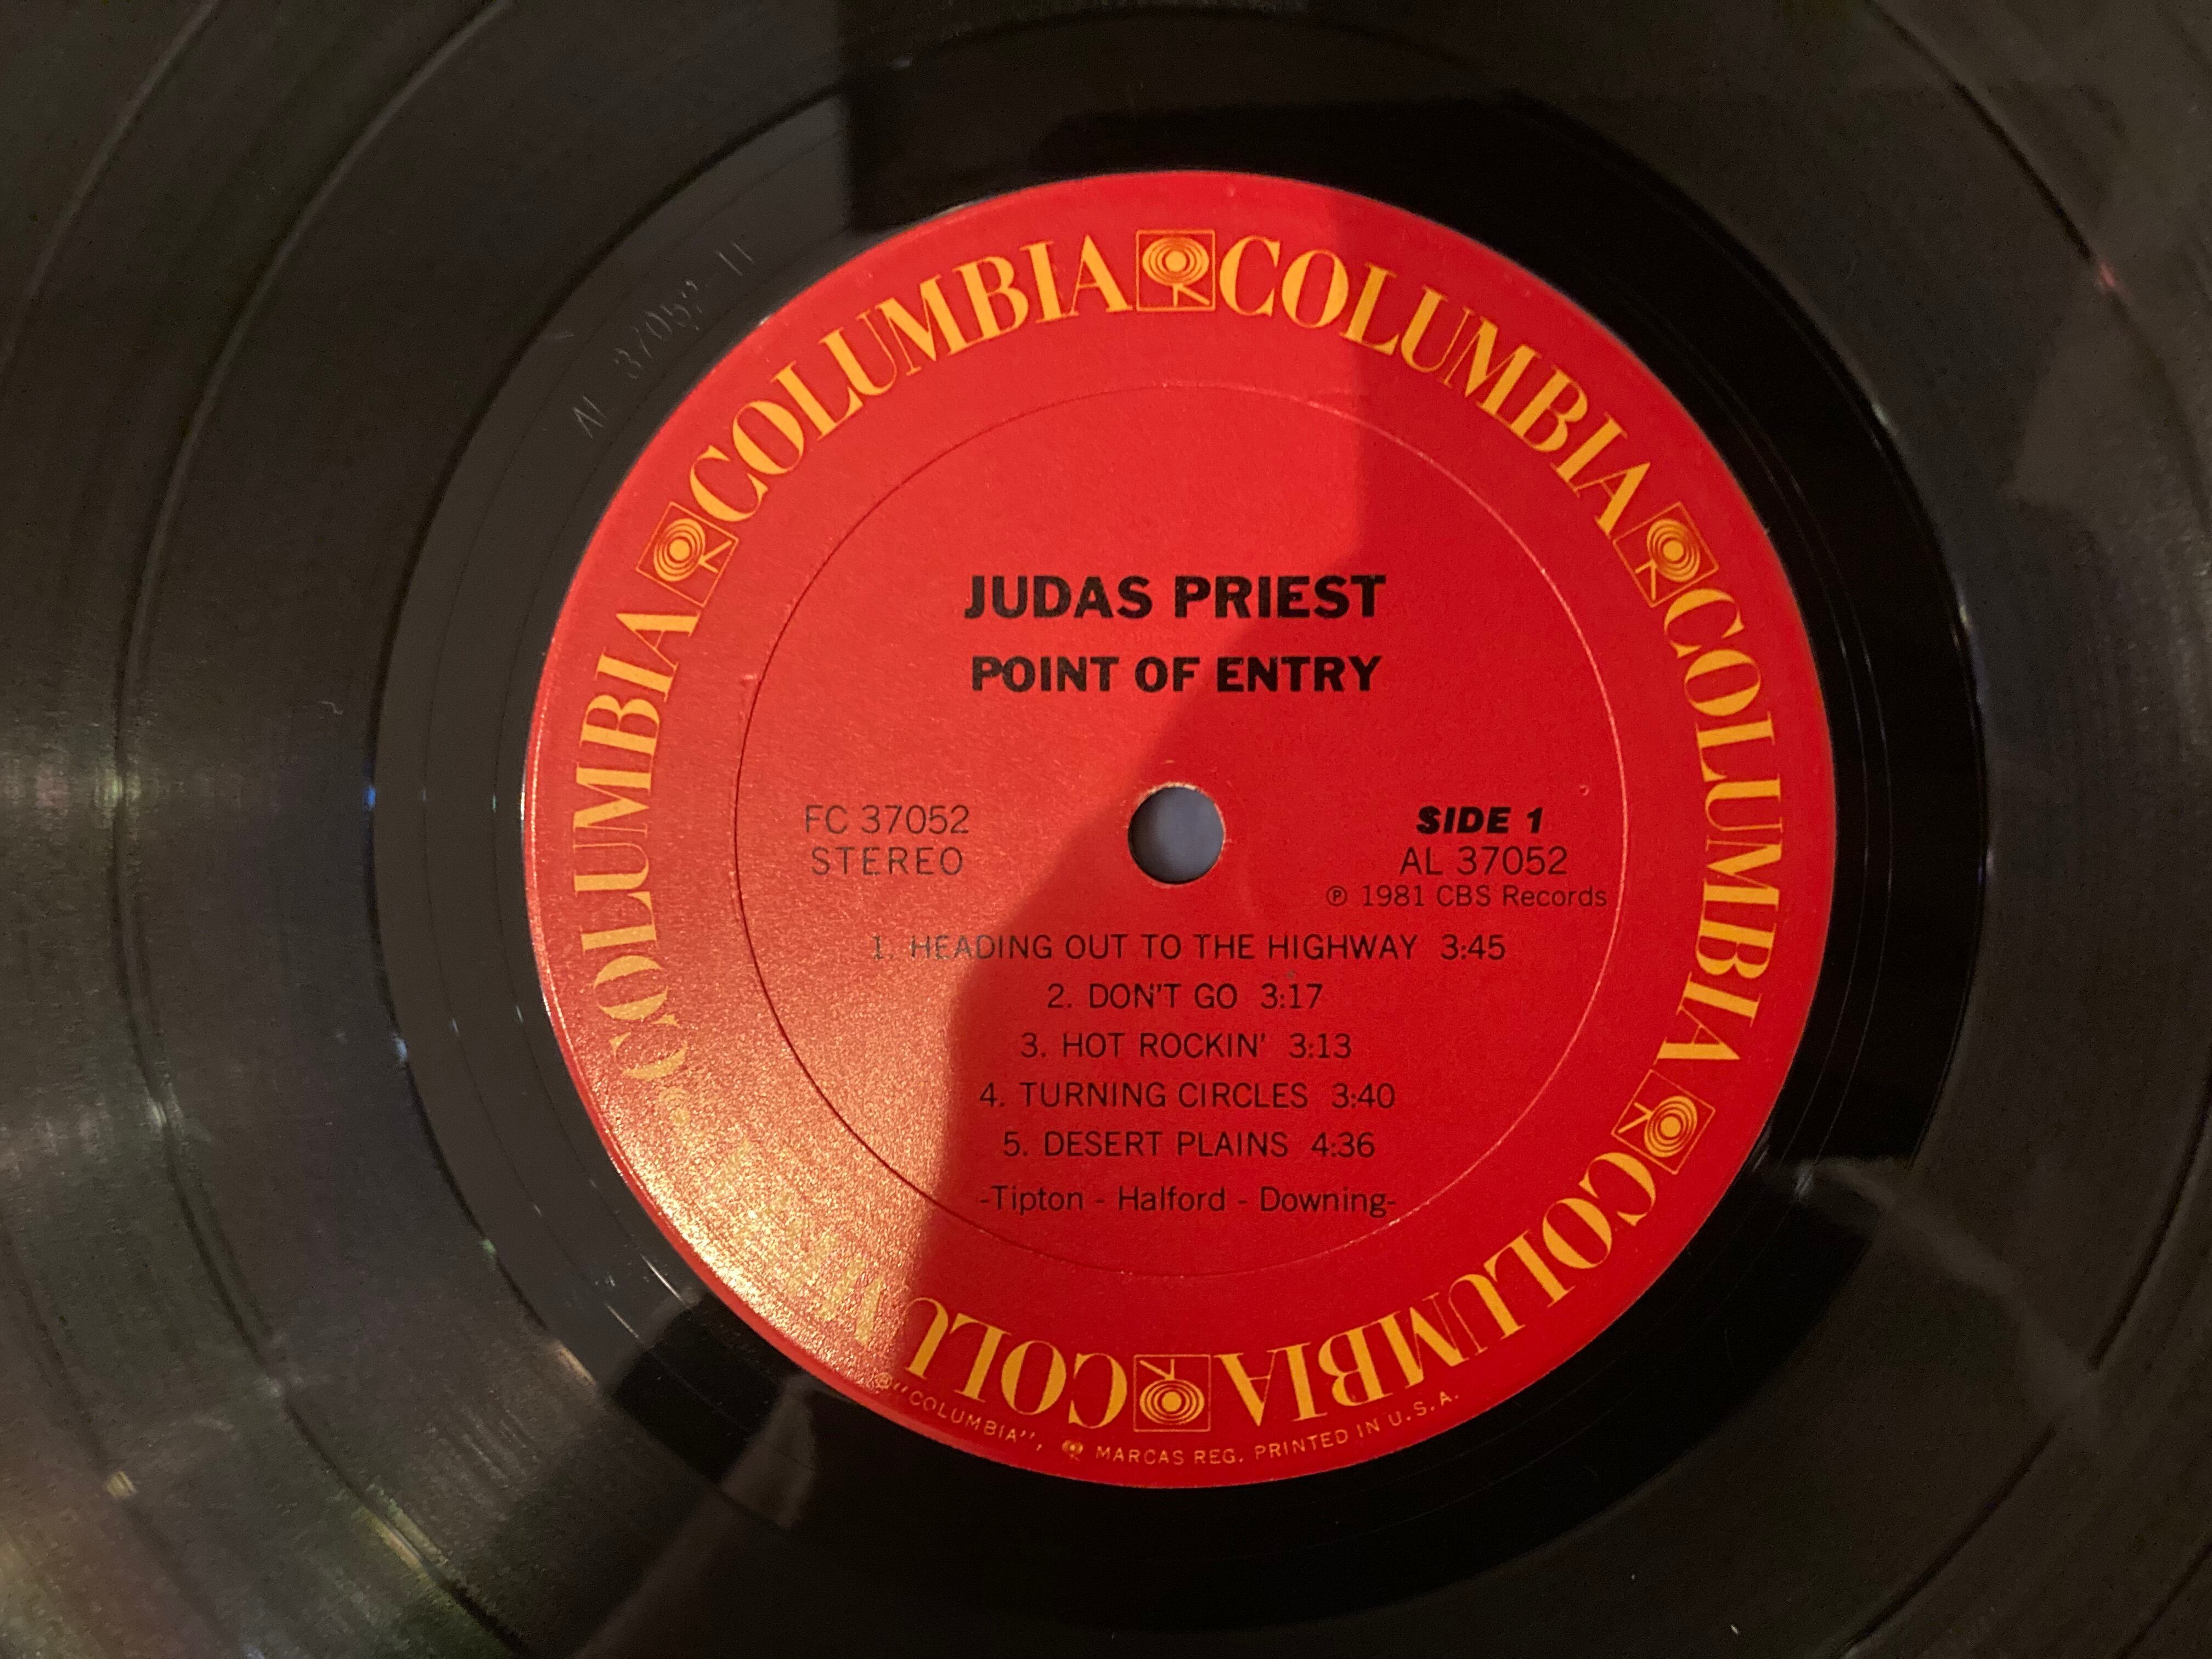 COLUMBIA COLUMBIA COLUMBIA COLUMBIA COLUMBIA COLUMBIA
AL 37052
JUDAS PRIEST
POINT OF ENTRY
FC 37052
STEREO
SIDE 1
AL 37052
℗ 1981 CBS Records
1. HEADING OUT TO THE HIGHWAY 3:45
2. DON'T GO 3:17
3. HOT ROCKIN' 3:13
4. TURNING CIRCLES 3:40
5. DESERT PLAINS 4:36
-Tipton - Halford - Downing-
"COLUMBIA", MARCAS REG. PRINTED IN U.S.A.